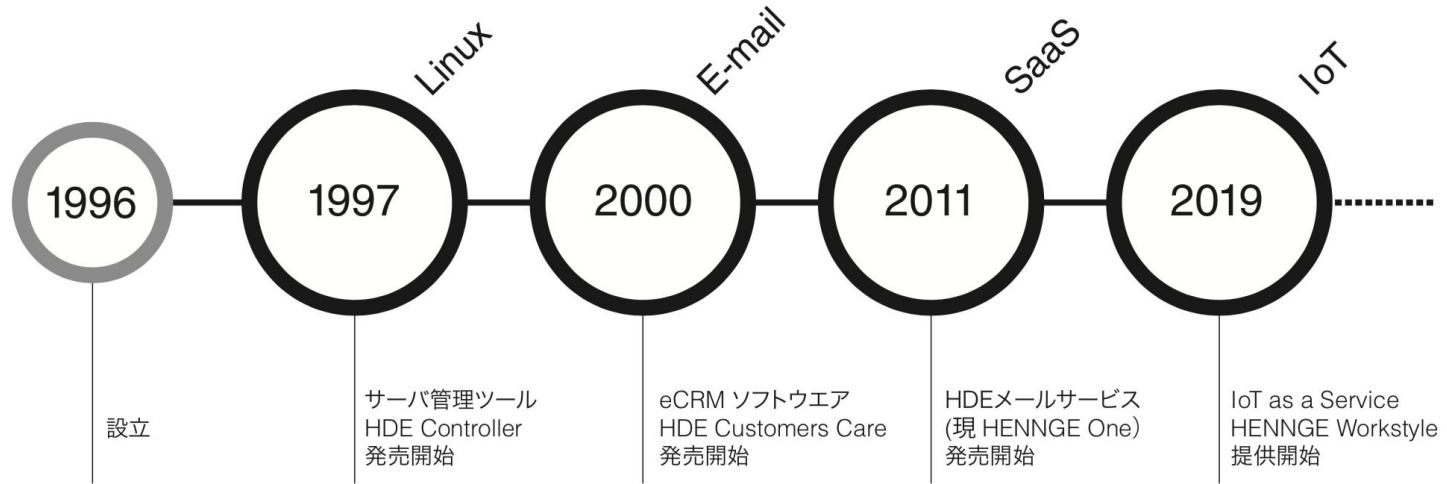 Linux
E-mail
SaaS
IoT
1996
1997
2000
2011
2019
設立
サーバ管理ツール
HDE Controller
発売開始
eCRM ソフトウエア
HDE Customers Care
発売開始
HDEメールサービス
(現 HENNGE One)
発売開始
IoT as a Service
HENNGE Workstyle
提供開始